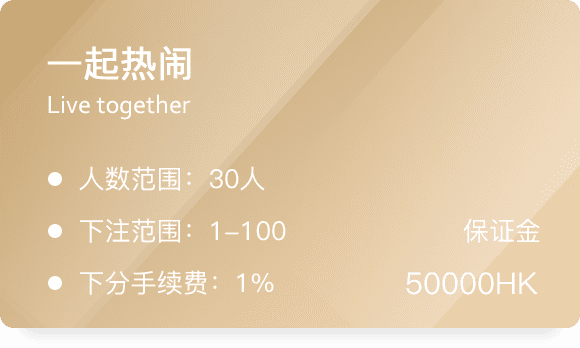 一起热闹
Live together
人数范围：30人
下注范围：1-100
保证金
下分手续费：1%
50000HK